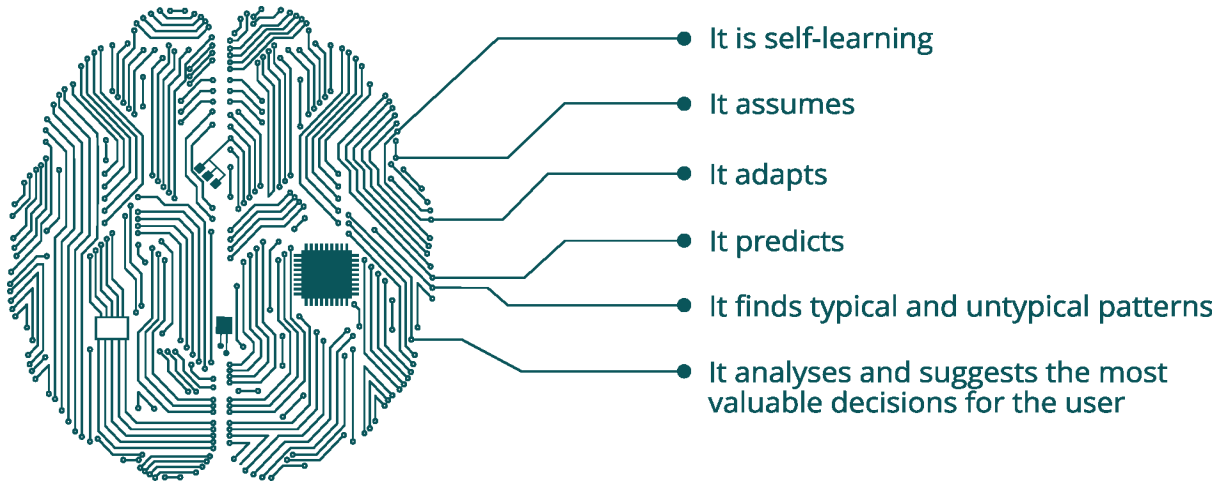 It is self-learning
It assumes
It adapts
It predicts
It finds typical and untypical patterns
It analyses and suggests the most
valuable decisions for the user